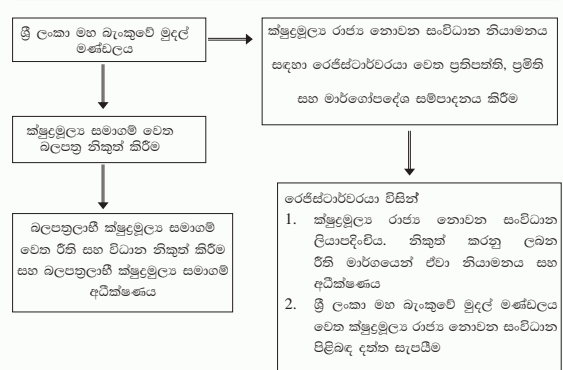 ශ්‍රී ලංකා මහ බැංකුවේ මුදල්
මණ්ඩලය
ක්ෂුද්‍රමූල්‍ය රාජ්‍ය නොවන සංවිධාන නියාමනය
සඳහා රෙජිස්ටාර්වරයා වෙත ප්‍රතිපත්ති, ප්‍රමිති
සහ මාර්ගෝපදේශ සම්පාදනය කිරීම
ක්ෂුද්‍රමූල්‍ය සමාගම් වෙත
බලපත්‍ර නිකුත් කිරීම
බලපත්‍රලාභී ක්ෂුද්‍රමූල්‍ය සමාගම්
වෙත රීති සහ විධාන නිකුත් කිරීම
සහ බලපත්‍රලාභී ක්ෂුද්‍රමූල්‍ය සමාගම්
අධීක්ෂණය
රෙජිස්ටාර්වරයා විසින්
1. ක්ෂුද්‍රමූල්‍ය රාජ්‍ය නොවන සංවිධාන
ලියාපදිංචිය. නිකුත් කරනු ලබන
රීති මාර්ගයෙන් ඒවා නියාමනය සහ
අධීක්ෂණය
2. ශ්‍රී ලංකා මහ බැංකුවේ මුදල් මණ්ඩලය
වෙත ක්ෂුද්‍රමූල්‍ය රාජ්‍ය නොවන සංවිධාන
පිළිබඳ දත්ත සැපයීම